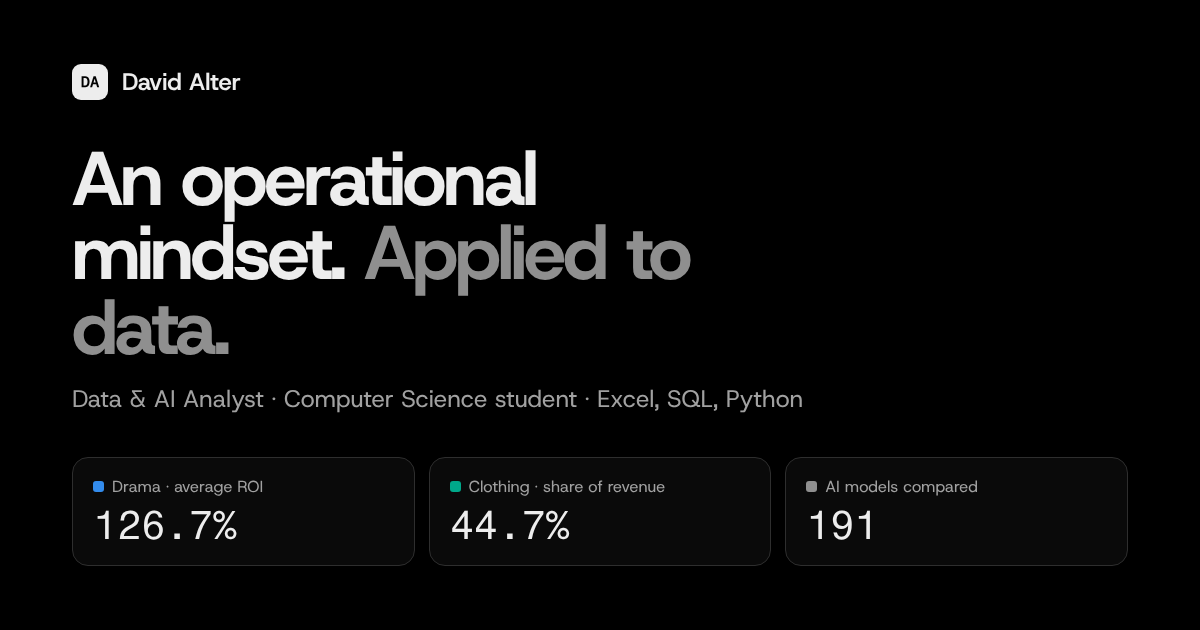 DA David Alter
An operational
mindset. Applied to
data.
Data & AI Analyst · Computer Science student · Excel, SQL, Python
Drama · average ROI
126.7%
Clothing · share of revenue
44.7%
AI models compared
191